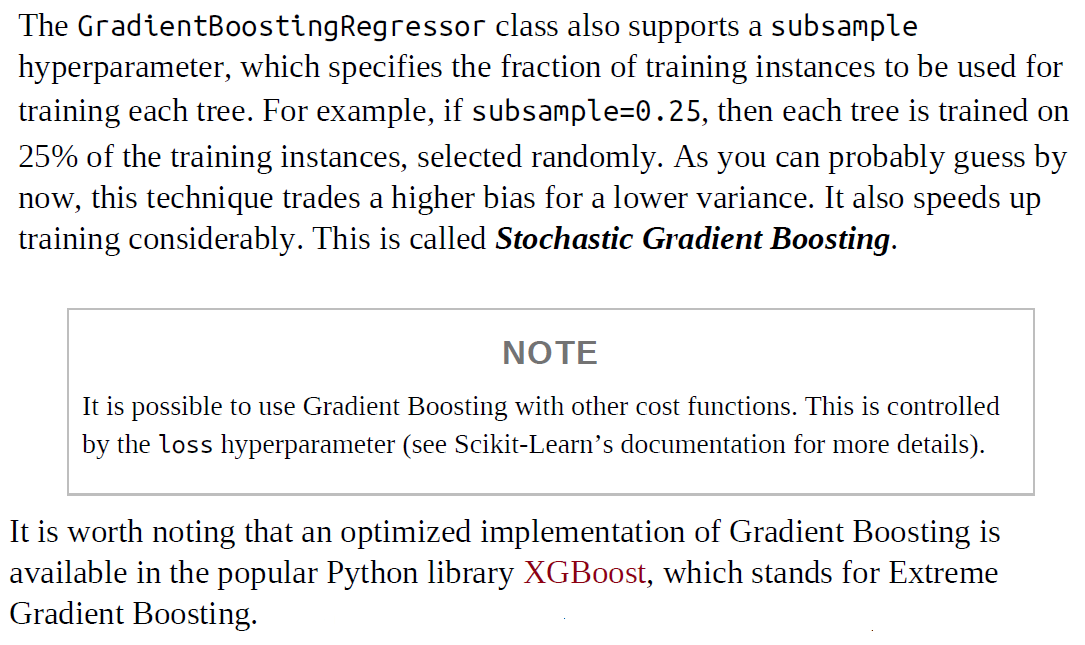 The GradientBoostingRegressor class also supports a subsample
hyperparameter, which specifies the fraction of training instances to be used for
training each tree. For example, if subsample=0.25, then each tree is trained on
25% of the training instances, selected randomly. As you can probably guess by
now, this technique trades a higher bias for a lower variance. It also speeds up
training considerably. This is called Stochastic Gradient Boosting.
NOTE
It is possible to use Gradient Boosting with other cost functions. This is controlled
by the loss hyperparameter (see Scikit-Learn’s documentation for more details).
It is worth noting that an optimized implementation of Gradient Boosting is
available in the popular Python library XGBoost, which stands for Extreme
Gradient Boosting.